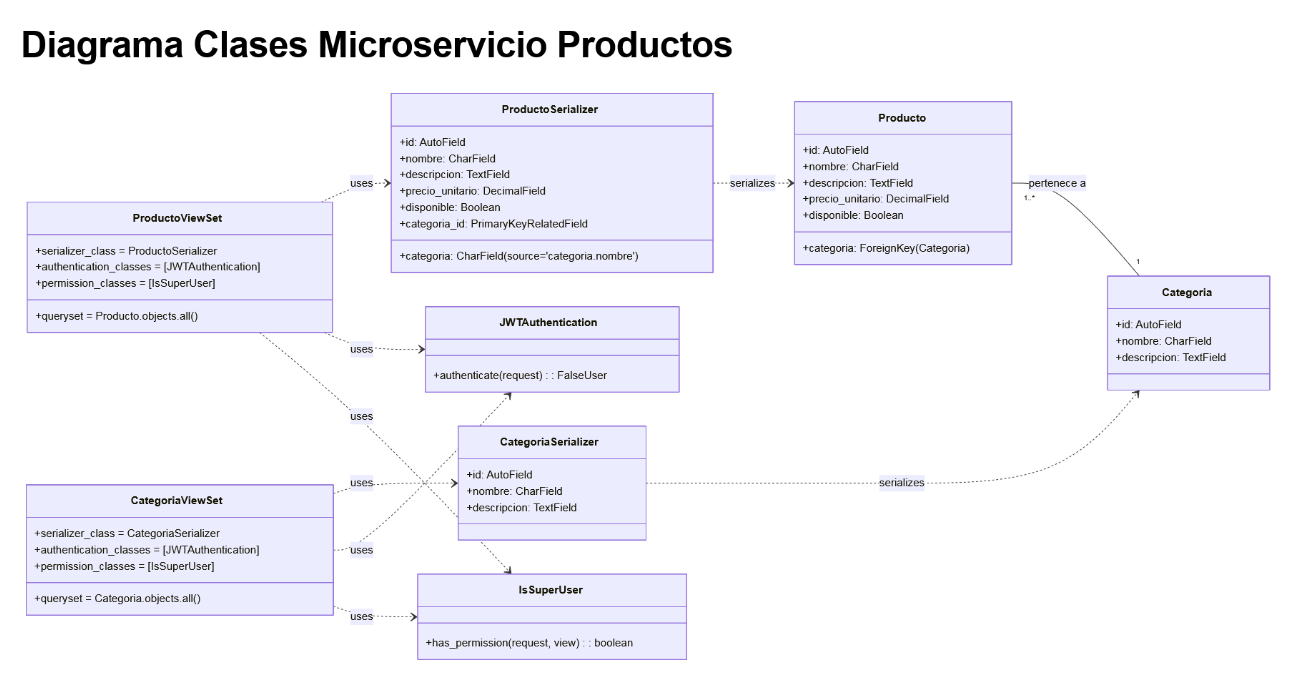 Diagrama Clases Microservicio Productos
ProductoSerializer
+id: AutoField
+nombre: CharField
+descripcion: TextField
+precio_unitario: DecimalField
+disponible: Boolean
+categoria_id: PrimaryKeyRelatedField
+categoria: CharField(source='categoria.nombre')
Producto
+id: AutoField
+nombre: CharField
+descripcion: TextField
+precio_unitario: DecimalField
+disponible: Boolean
+categoria: ForeignKey(Categoria)
uses
serializes
pertenece a
1..*
1
ProductoViewSet
+serializer_class = ProductoSerializer
+authentication_classes = [JWTAuthentication]
+permission_classes = [IsSuperUser]
+queryset = Producto.objects.all()
Categoria
+id: AutoField
+nombre: CharField
+descripcion: TextField
uses
JWTAuthentication
+authenticate(request) : : FalseUser
uses
CategoriaSerializer
+id: AutoField
+nombre: CharField
+descripcion: TextField
uses
serializes
CategoriaViewSet
+serializer_class = CategoriaSerializer
+authentication_classes = [JWTAuthentication]
+permission_classes = [IsSuperUser]
+queryset = Categoria.objects.all()
uses
uses
IsSuperUser
+has_permission(request, view) : : boolean